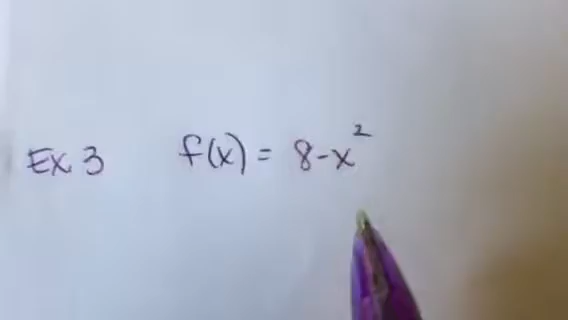 Ex. 3 f(x) = 8-x²